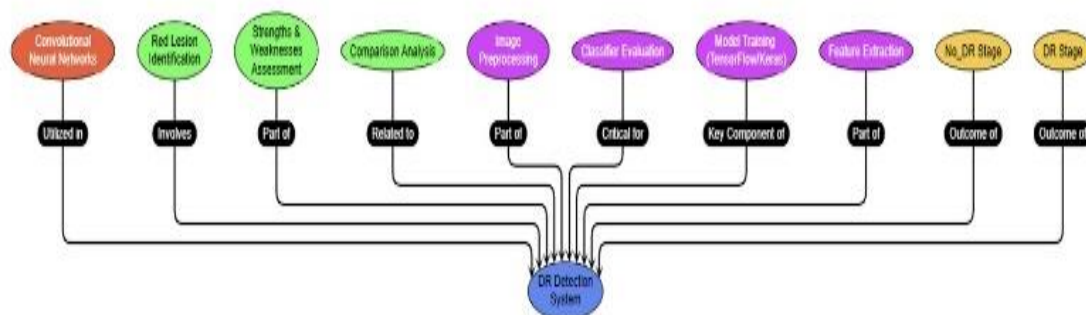 Convolutional
Neural Networks
Red Lesion
Identification
Strengths &
Weaknesses
Assessment
Comparison Analysis
Image
Preprocessing
Classifier Evaluation
Model Training
(TensorFlow/Keras)
Feature Extraction
No_DR Stage
DR Stage
Utilized in
Involves
Part of
Related to
Part of
Critical for
Key Component of
Part of
Outcome of
Outcome of
DR Detection
System